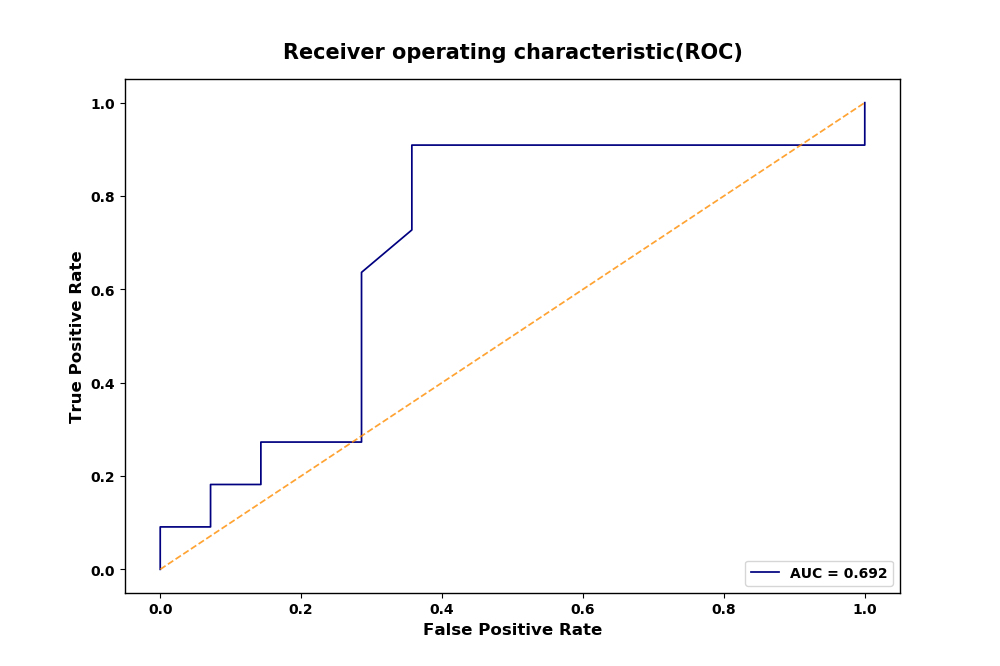 Receiver operating characteristic(ROC)
True Positive Rate
1.0
0.8
0.6
0.4
0.2
0.0
0.0 0.2 0.4 0.6 0.8 1.0
False Positive Rate
AUC = 0.692